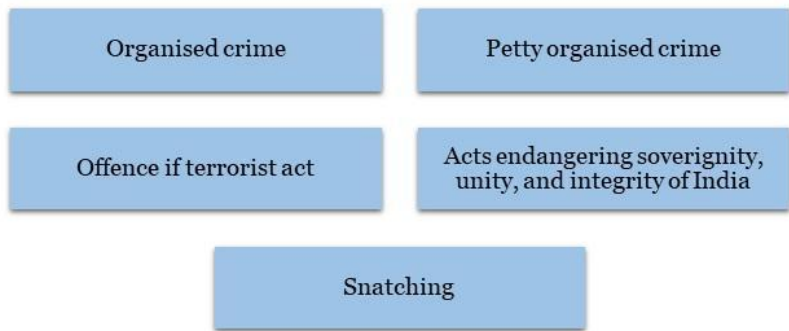 Organised crime
Petty organised crime
Offence if terrorist act
Acts endangering soverignity,
unity, and integrity of India
Snatching